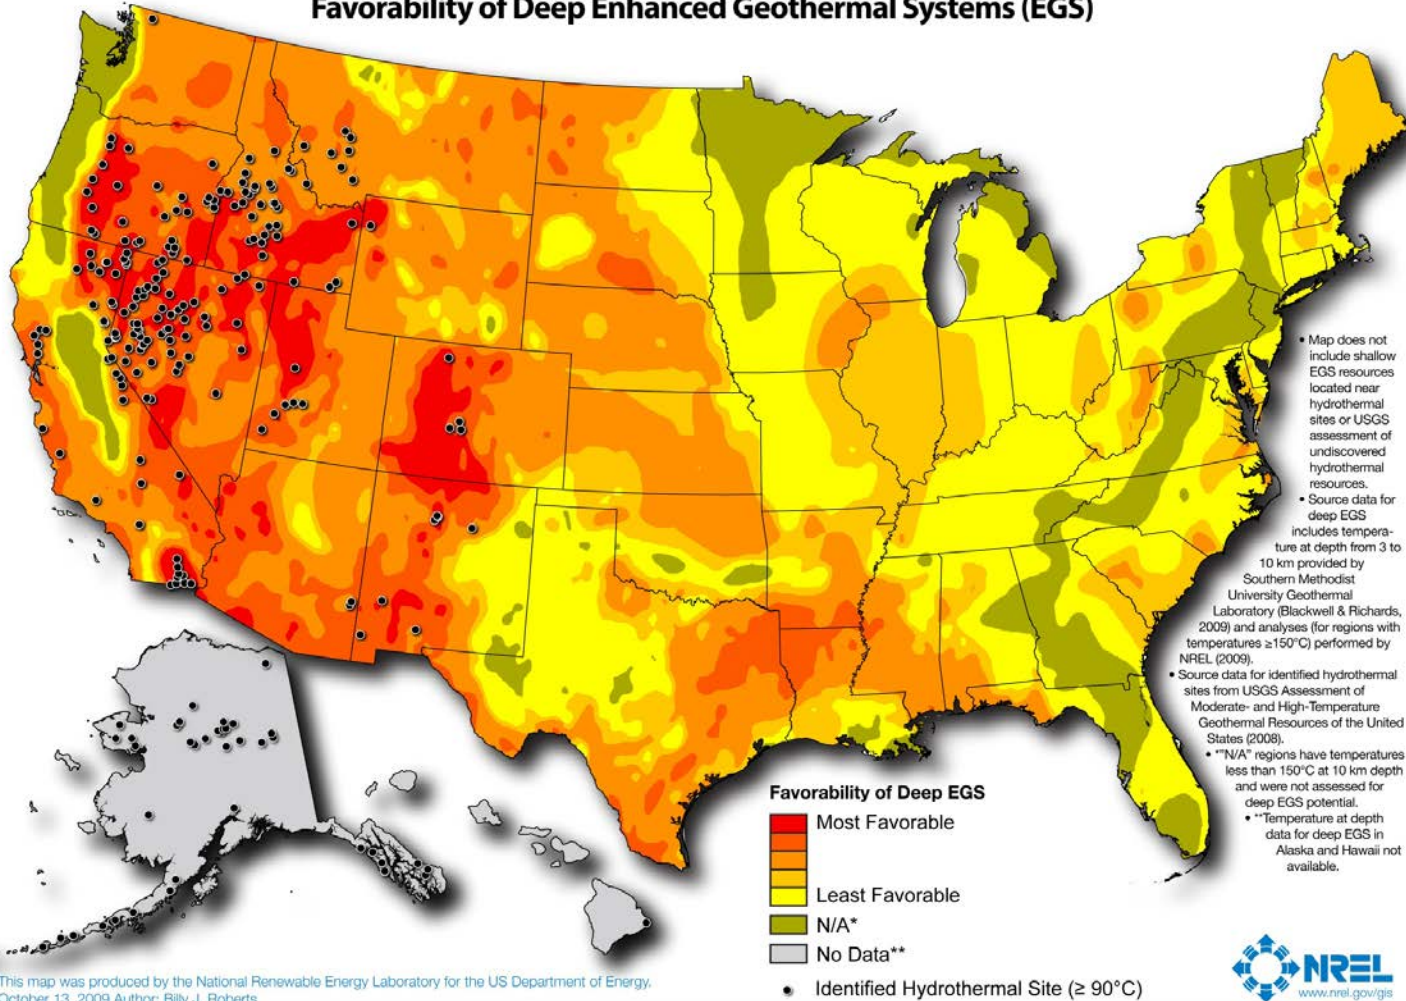 Favorability of Deep Enhanced Geothermal Systems (EGS)
• Map does not
include shallow
EGS resources
located near
hydrothermal
sites or USGS
assessment of
undiscovered
hydrothermal
resources.
• Source data for
deep EGS
includes tempera-
ture at depth from 3 to
10 km provided by
Southern Methodist
University Geothermal
Laboratory (Blackwell & Richards,
2009) and analyses (for regions with
temperatures ≥150°C) performed by
NREL (2009).
• Source data for identified hydrothermal
sites from USGS Assessment of
Moderate- and High-Temperature
Geothermal Resources of the United
States (2008).
• *"N/A" regions have temperatures
less than 150°C at 10 km depth
and were not assessed for
deep EGS potential.
• **Temperature at depth
data for deep EGS in
Alaska and Hawaii not
available.
Favorability of Deep EGS
Most Favorable
Least Favorable
N/A*
No Data**
Identified Hydrothermal Site (≥ 90°C)
This map was produced by the National Renewable Energy Laboratory for the US Department of Energy.
October 13, 2009 Author: Billy J. Roberts
NREL
www.nrel.gov/gis